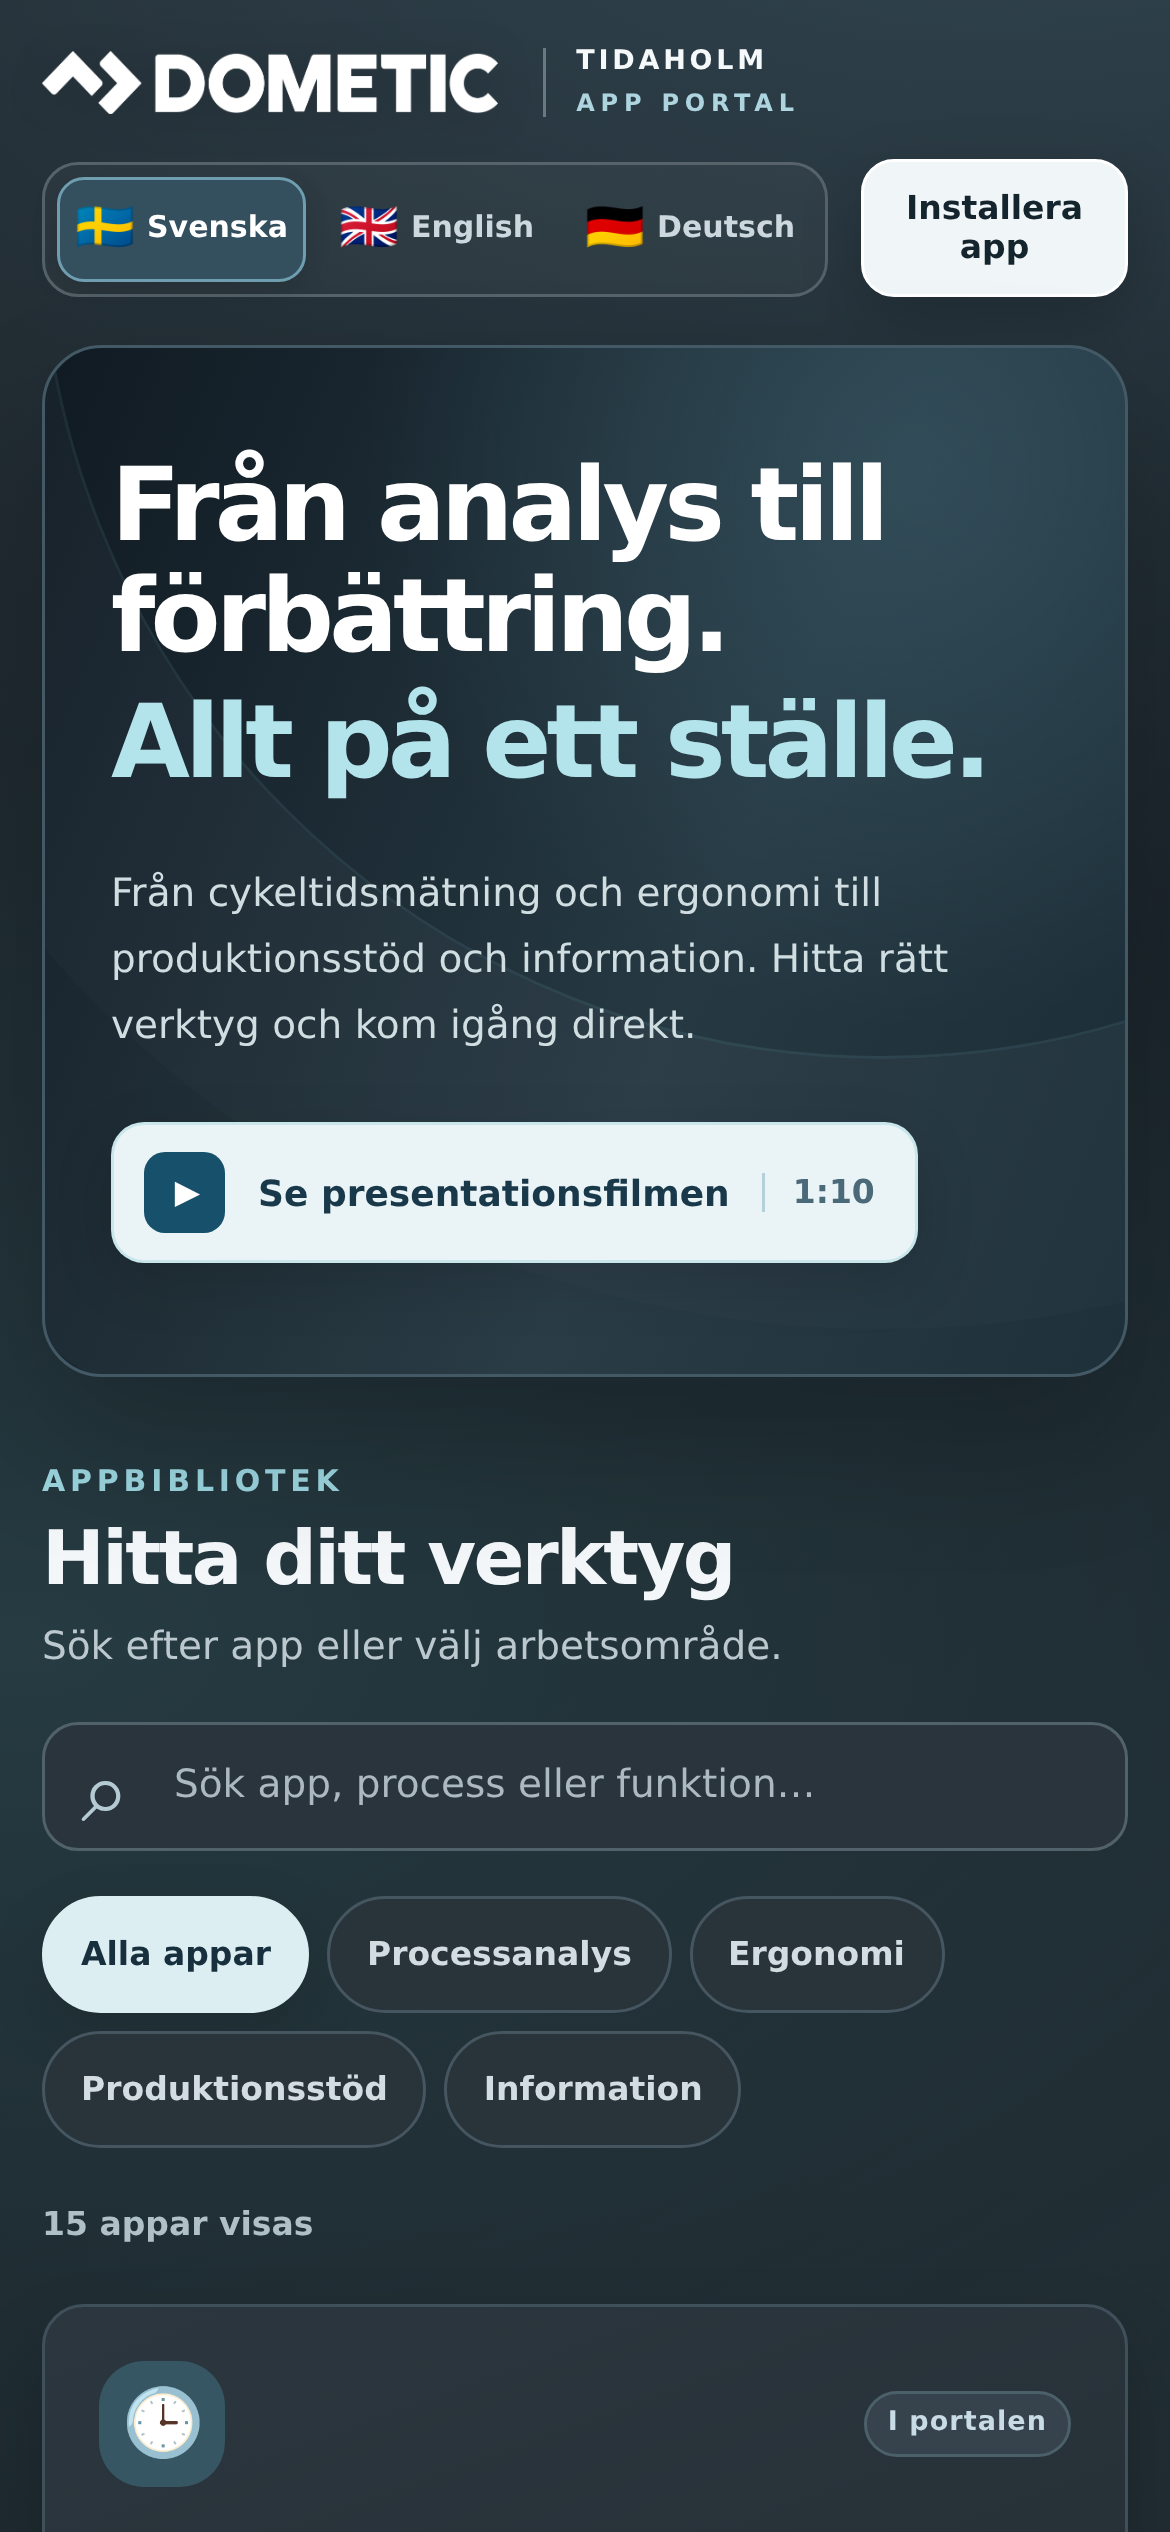 DOMETIC
TIDAHOLM
APP PORTAL
Svenska
English
Deutsch
Installera
app
Från analys till
förbättring.
Allt på ett ställe.
Från cykeltidsmätning och ergonomi till
produktionsstöd och information. Hitta rätt
verktyg och kom igång direkt.
Se presentationsfilmen
1:10
APPBIBLIOTEK
Hitta ditt verktyg
Sök efter app eller välj arbetsområde.
Sök app, process eller funktion…
Alla appar
Processanalys
Ergonomi
Produktionsstöd
Information
15 appar visas
I portalen